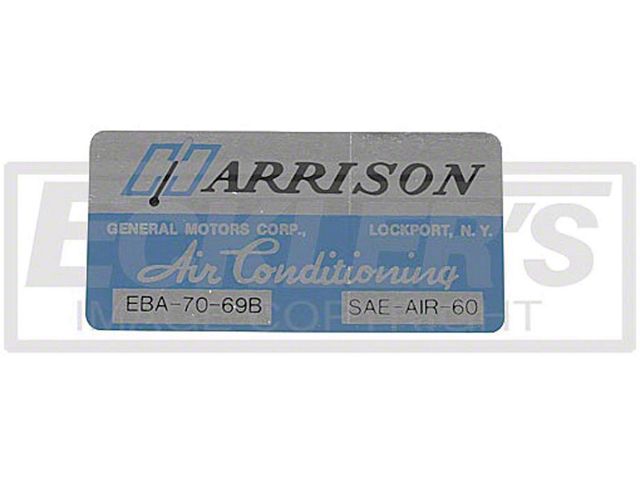 HARRISON
GENERAL MOTORS CORP., LOCKPORT, N. Y.
Air Conditioning
EBA-70-69B SAE-AIR-60
ECKLER'S
IMAGE COPYRIGHT